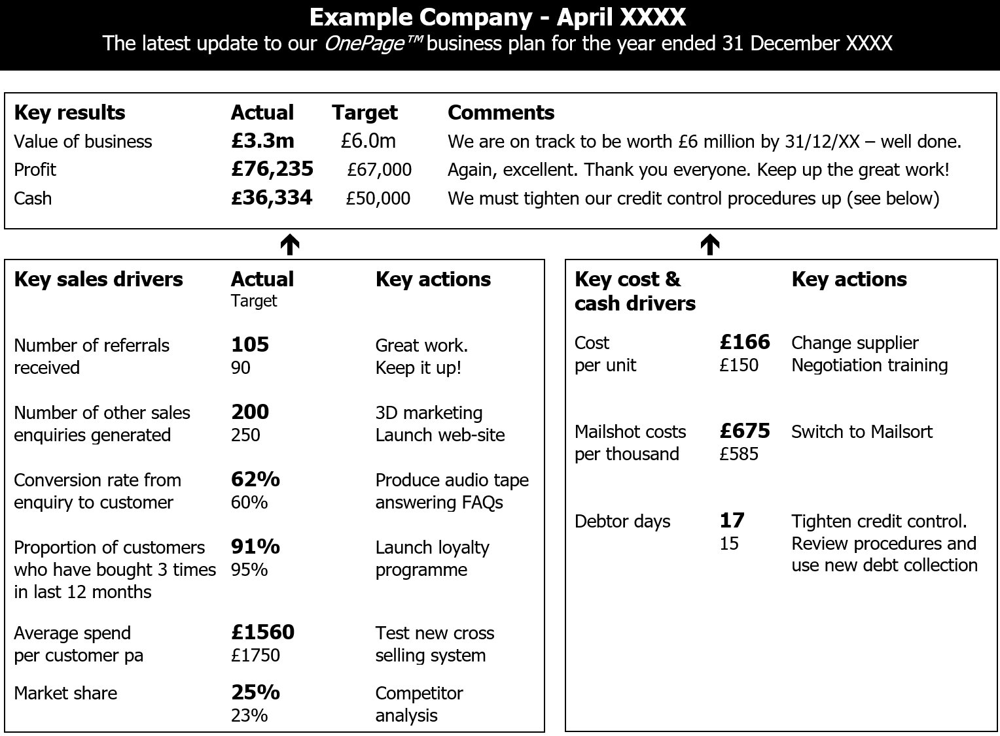 Example Company - April XXXX
The latest update to our OnePage™ business plan for the year ended 31 December XXXX
Key results Actual Target Comments
Value of business £3.3m £6.0m We are on track to be worth £6 million by 31/12/XX – well done.
Profit £76,235 £67,000 Again, excellent. Thank you everyone. Keep up the great work!
Cash £36,334 £50,000 We must tighten our credit control procedures up (see below)
Key sales drivers Actual Key actions
Target
Number of referrals 105 Great work.
received 90 Keep it up!
Number of other sales 200 3D marketing
enquiries generated 250 Launch web-site
Conversion rate from 62% Produce audio tape
enquiry to customer 60% answering FAQs
Proportion of customers 91% Launch loyalty
who have bought 3 times 95% programme
in last 12 months
Average spend £1560 Test new cross
per customer pa £1750 selling system
Market share 25% Competitor
23% analysis
Key cost & Key actions
cash drivers
Cost £166 Change supplier
per unit £150 Negotiation training
Mailshot costs £675 Switch to Mailsort
per thousand £585
Debtor days 17 Tighten credit control.
15 Review procedures and
use new debt collection